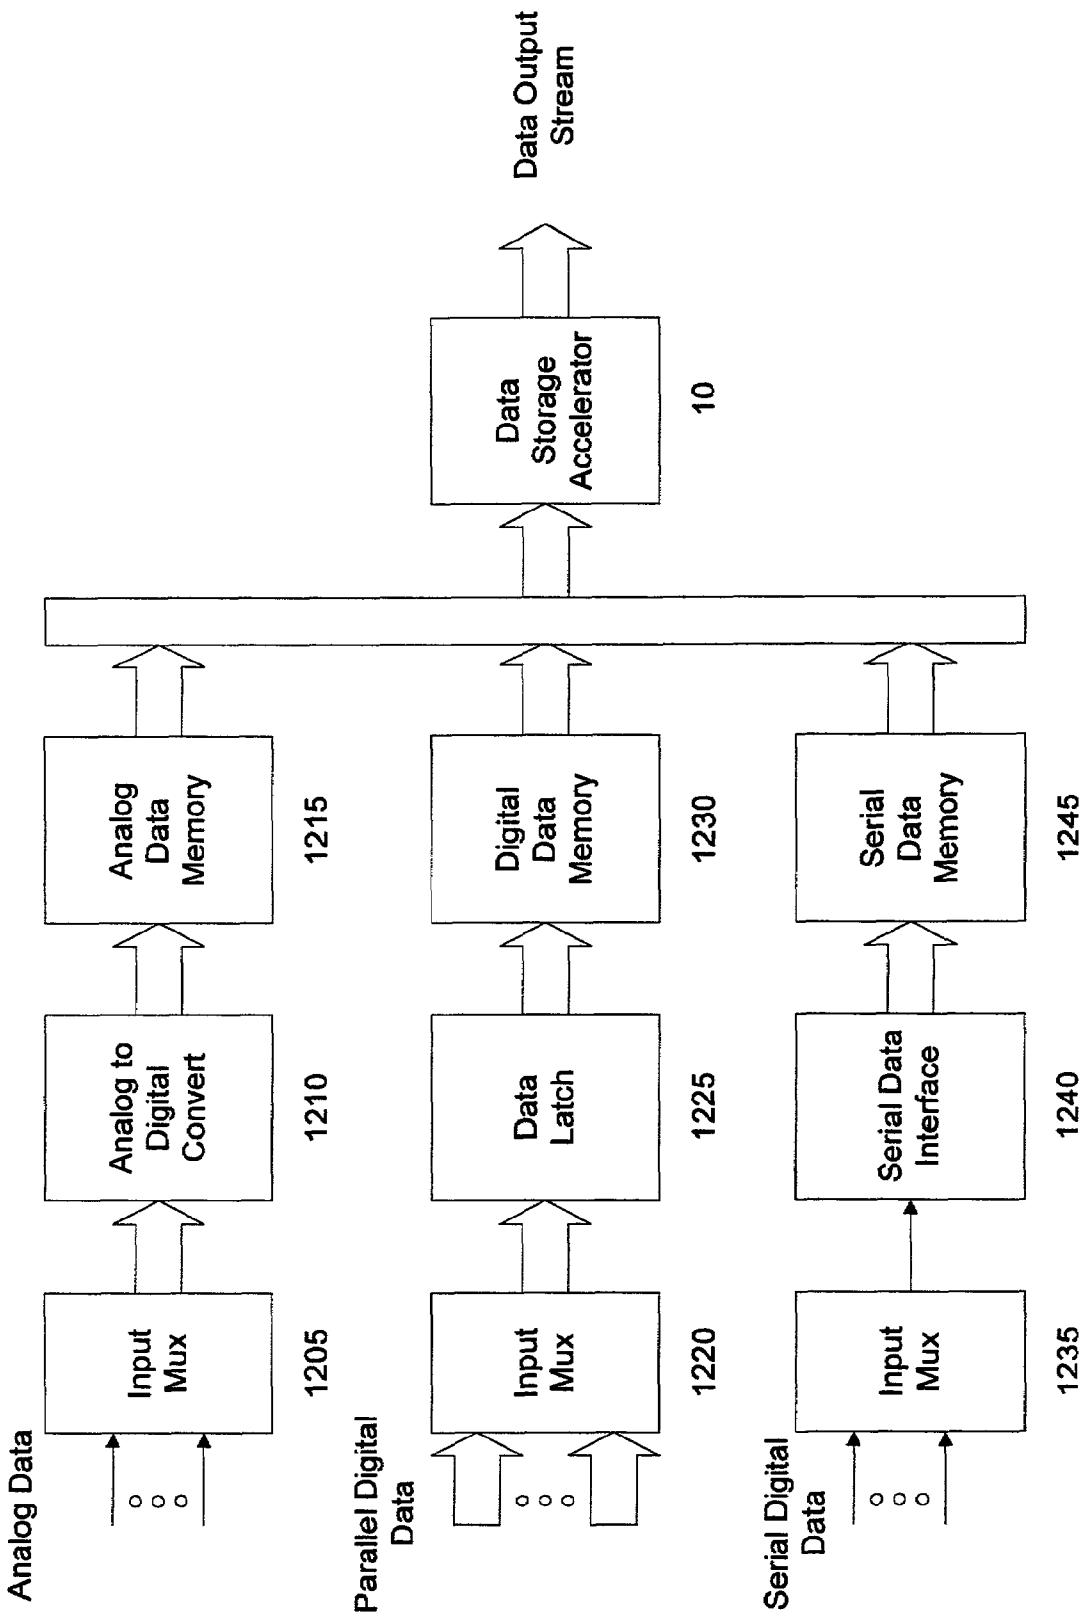 Analog Data
Input
Mux
1205
Analog to
Digital
Convert
1210
Analog
Data
Memory
1215
Parallel Digital
Data
Input
Mux
1220
Data
Latch
1225
Digital
Data
Memory
1230
Serial Digital
Data
Input
Mux
1235
Serial Data
Interface
1240
Serial
Data
Memory
1245
Data
Storage
Accelerator
10
Data Output
Stream